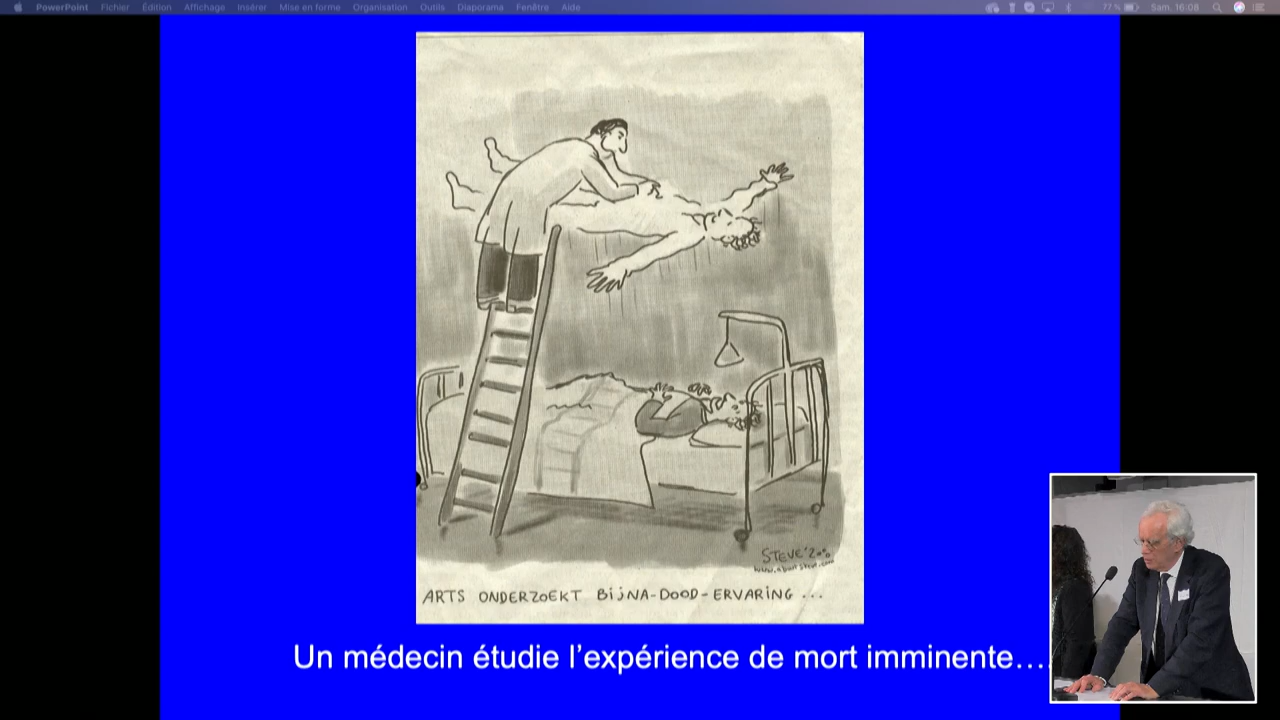 PowerPoint Fichier Édition Affichage Insérer Mise en forme Organisation Outils Diaporama Fenêtre Aide 77 % Sam. 16:08
STEVE
ARTS ONDERZOEKT BIJNA-DOOD-ERVARING ...
Un médecin étudie l’expérience de mort imminente…